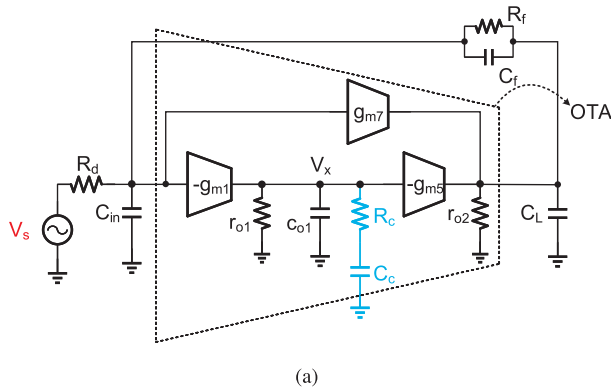 R_f
C_f
g_m7
OTA
R_d
V_x
-g_m1
-g_m5
C_in
R_c
V_s
r_o1
c_o1
r_o2
C_L
C_c
(a)